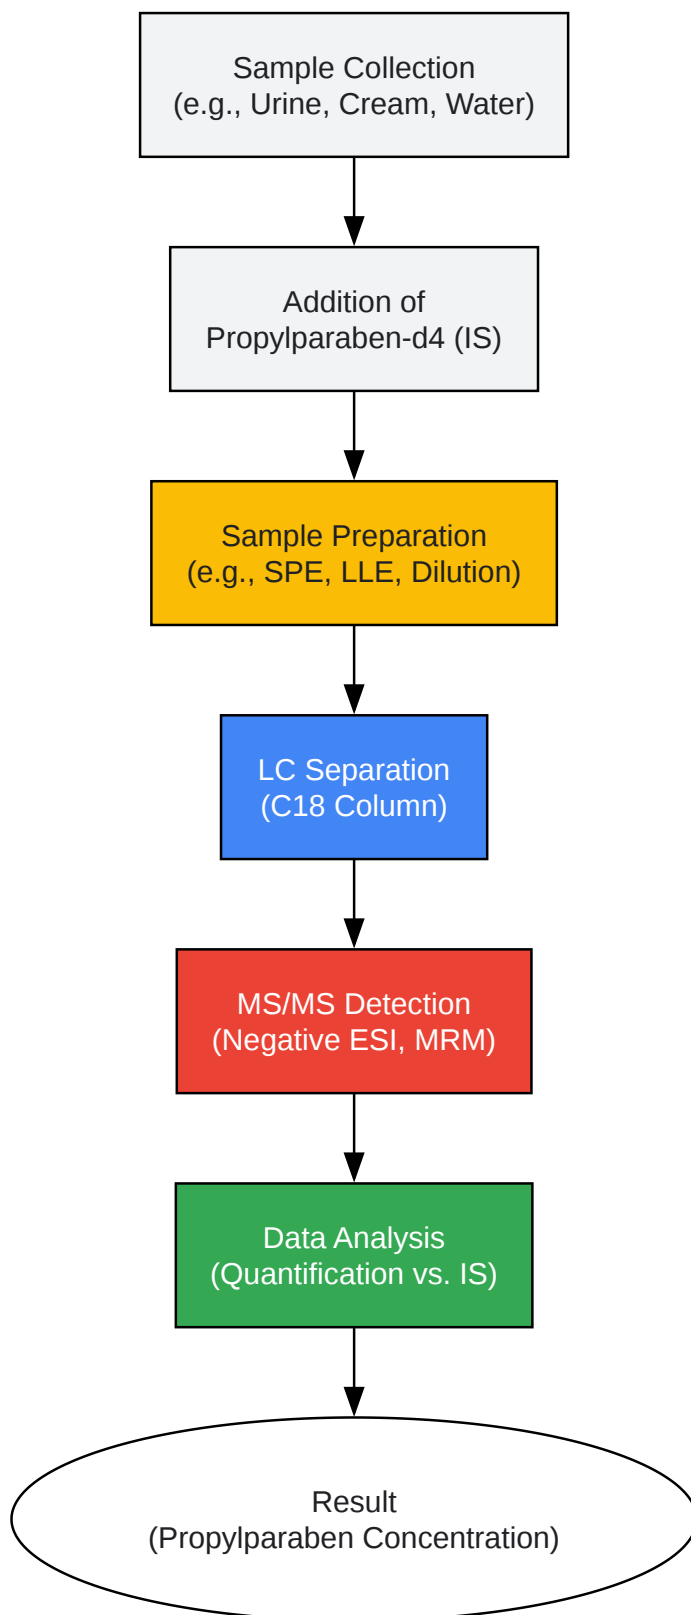 Sample Collection
(e.g., Urine, Cream, Water)
Addition of
Propylparaben-d4 (IS)
Sample Preparation
(e.g., SPE, LLE, Dilution)
LC Separation
(C18 Column)
MS/MS Detection
(Negative ESI, MRM)
Data Analysis
(Quantification vs. IS)
Result
(Propylparaben Concentration)